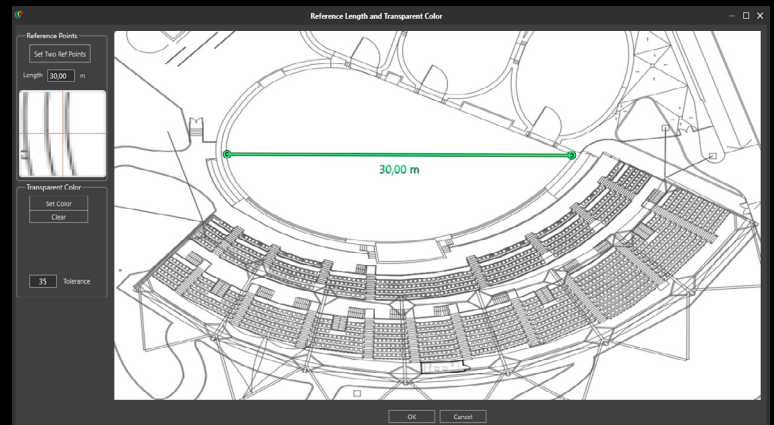 Reference Length and Transparent Color
Reference Points
Set Two Ref Points
Length 30,00 m
Transparent Color
Set Color
Clear
35 Tolerance
30,00 m
OK Cancel